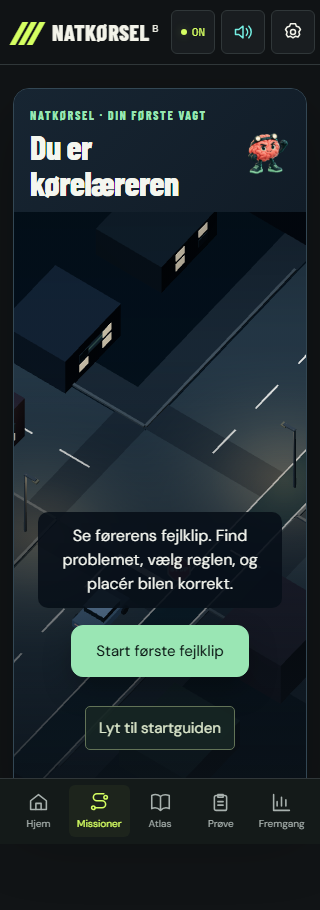 NATKØRSEL B
ON
NATKØRSEL · DIN FØRSTE VAGT
Du er
kørelæreren
Se førerens fejlklip. Find
problemet, vælg reglen, og
placér bilen korrekt.
Start første fejlklip
Lyt til startguiden
Hjem
Missioner
Atlas
Prøve
Fremgang